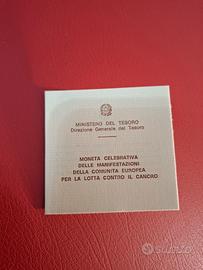 MINISTERO DEL TESORO
Direzione Generale del Tesoro
MONETA CELEBRATIVA
DELLE MANIFESTAZIONI
DELLA COMUNITA EUROPEA
PER LA LOTTA CONTRO IL CANCRO
subito